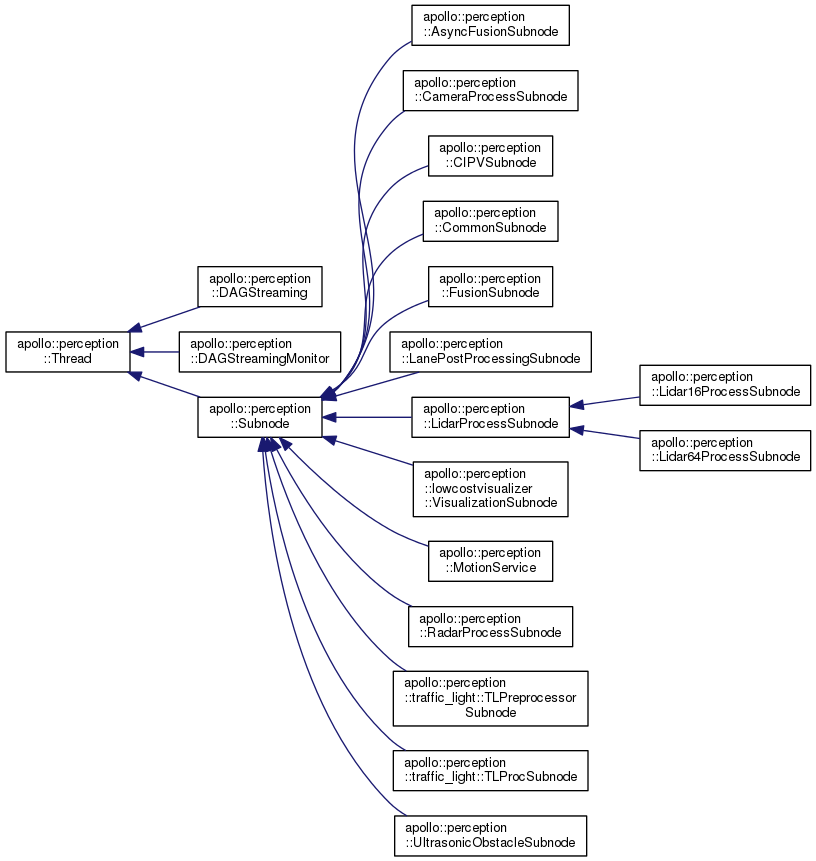 apollo::perception
::AsyncFusionSubnode
apollo::perception
::CameraProcessSubnode
apollo::perception
::CIPVSubnode
apollo::perception
::CommonSubnode
apollo::perception
::DAGStreaming
apollo::perception
::FusionSubnode
apollo::perception
::Thread
apollo::perception
::DAGStreamingMonitor
apollo::perception
::LanePostProcessingSubnode
apollo::perception
::Subnode
apollo::perception
::LidarProcessSubnode
apollo::perception
::Lidar16ProcessSubnode
apollo::perception
::Lidar64ProcessSubnode
apollo::perception
::lowcostvisualizer
::VisualizationSubnode
apollo::perception
::MotionService
apollo::perception
::RadarProcessSubnode
apollo::perception
::traffic_light::TLPreprocessor
Subnode
apollo::perception
::traffic_light::TLProcSubnode
apollo::perception
::UltrasonicObstacleSubnode